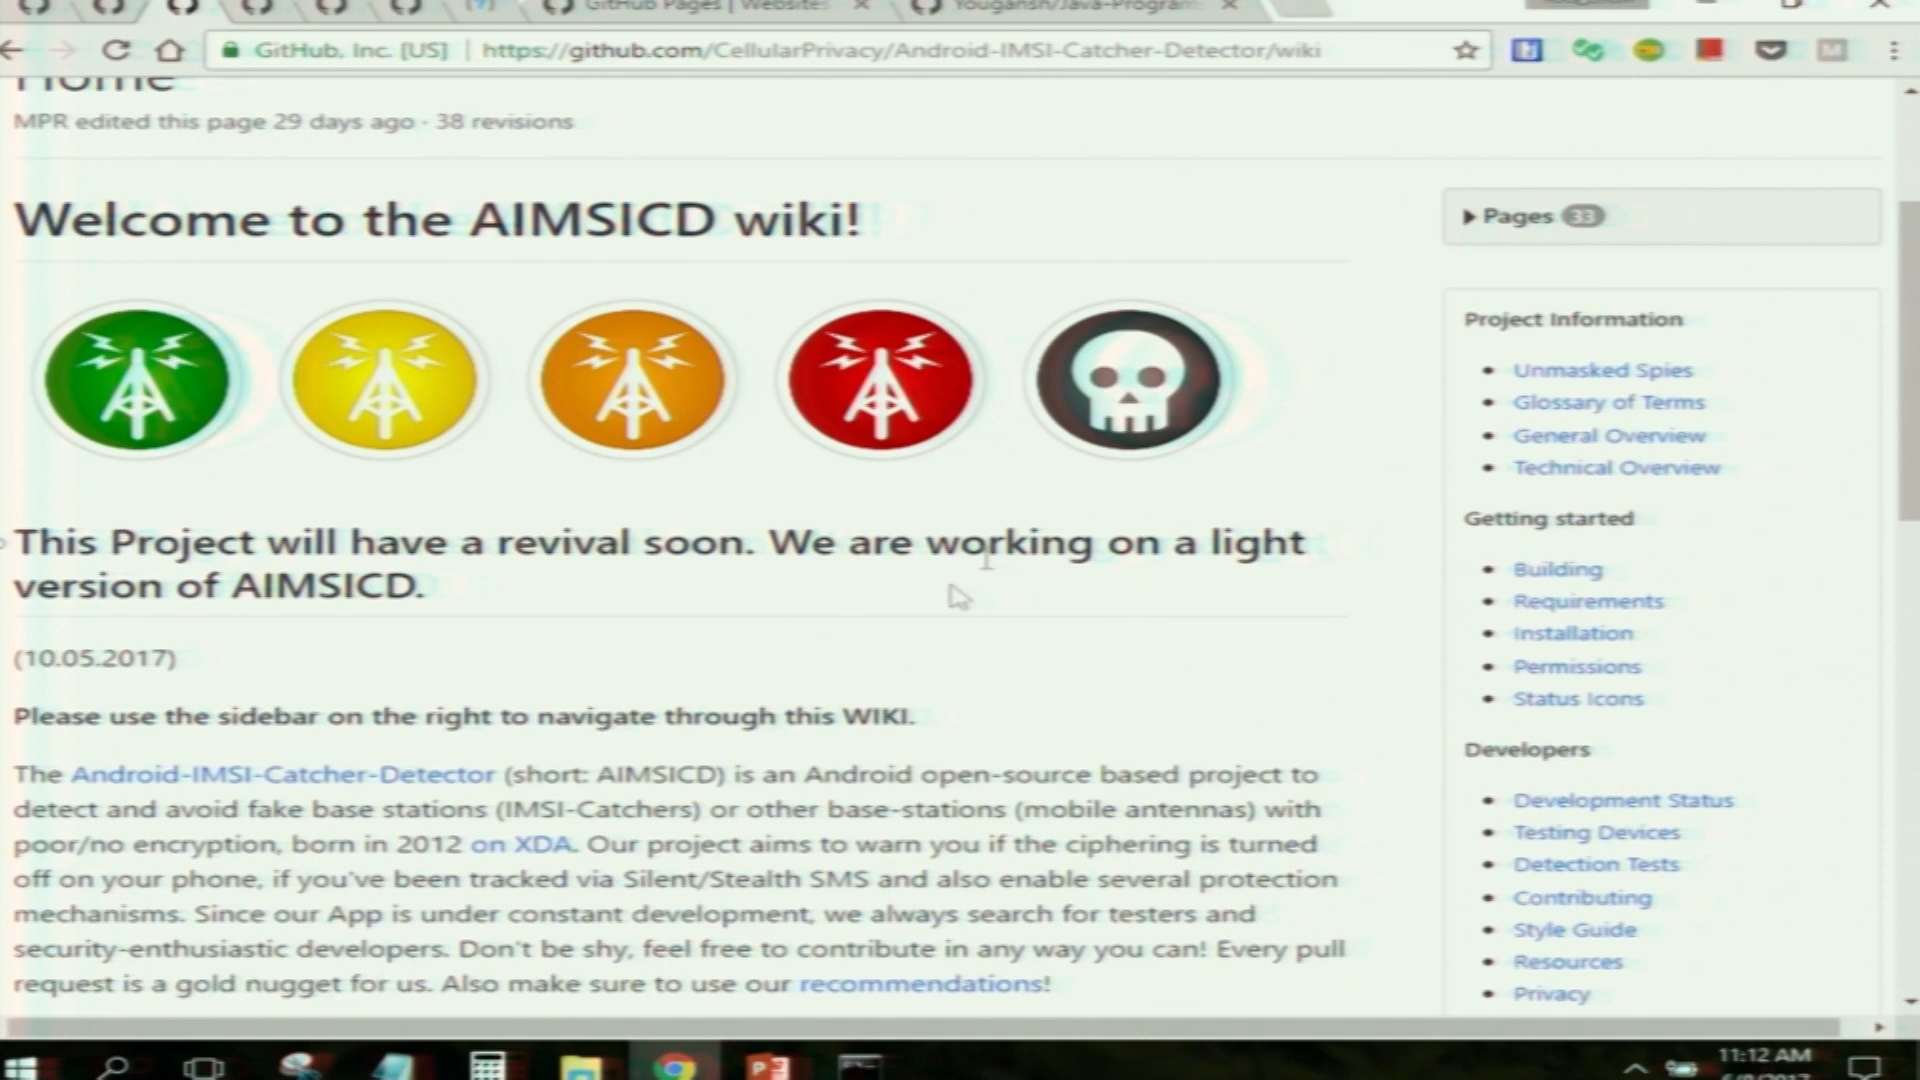 GitHub Pages | Websites
Yougansh/Java-Program
GitHub, Inc. [US] | https://github.com/CellularPrivacy/Android-IMSI-Catcher-Detector/wiki
Home
MPR edited this page 29 days ago · 38 revisions
Welcome to the AIMSICD wiki!
This Project will have a revival soon. We are working on a light
version of AIMSICD.
(10.05.2017)
Please use the sidebar on the right to navigate through this WIKI.
The Android-IMSI-Catcher-Detector (short: AIMSICD) is an Android open-source based project to
detect and avoid fake base stations (IMSI-Catchers) or other base-stations (mobile antennas) with
poor/no encryption, born in 2012 on XDA. Our project aims to warn you if the ciphering is turned
off on your phone, if you've been tracked via Silent/Stealth SMS and also enable several protection
mechanisms. Since our App is under constant development, we always search for testers and
security-enthusiastic developers. Don't be shy, feel free to contribute in any way you can! Every pull
request is a gold nugget for us. Also make sure to use our recommendations!
Pages 33
Project Information
Unmasked Spies
Glossary of Terms
General Overview
Technical Overview
Getting started
Building
Requirements
Installation
Permissions
Status Icons
Developers
Development Status
Testing Devices
Detection Tests
Contributing
Style Guide
Resources
Privacy
11:12 AM